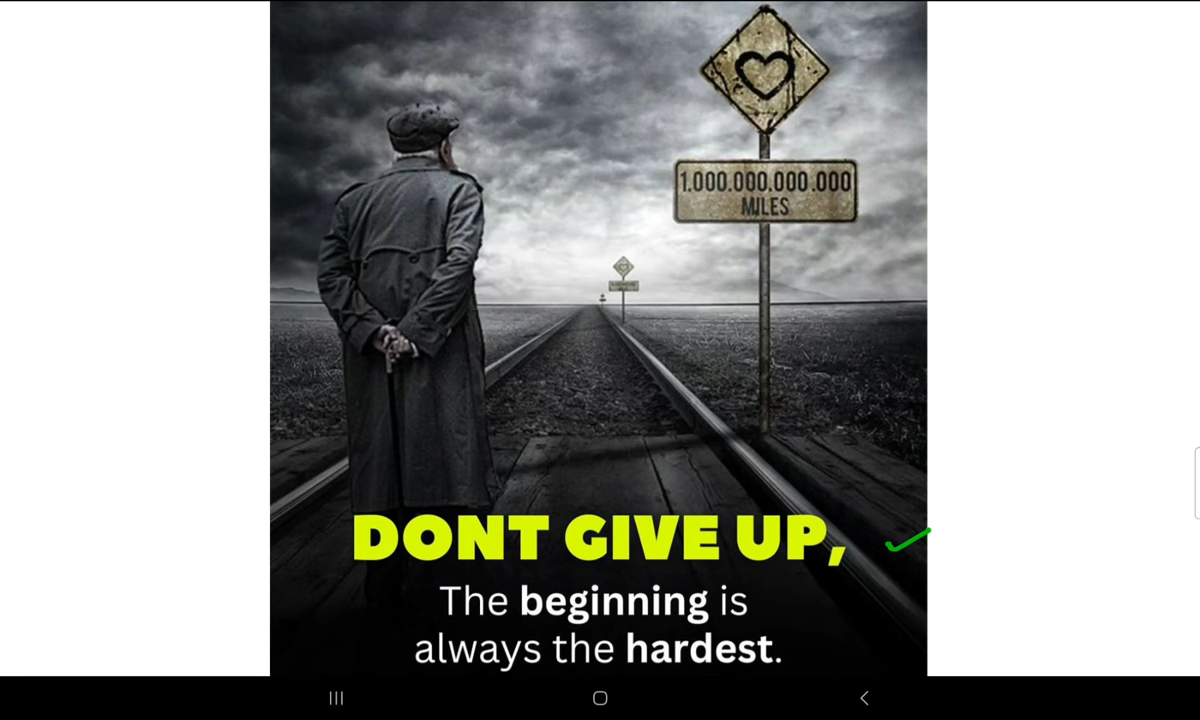 1.000.000.000.000
MILES
DONT GIVE UP,
The beginning is
always the hardest.